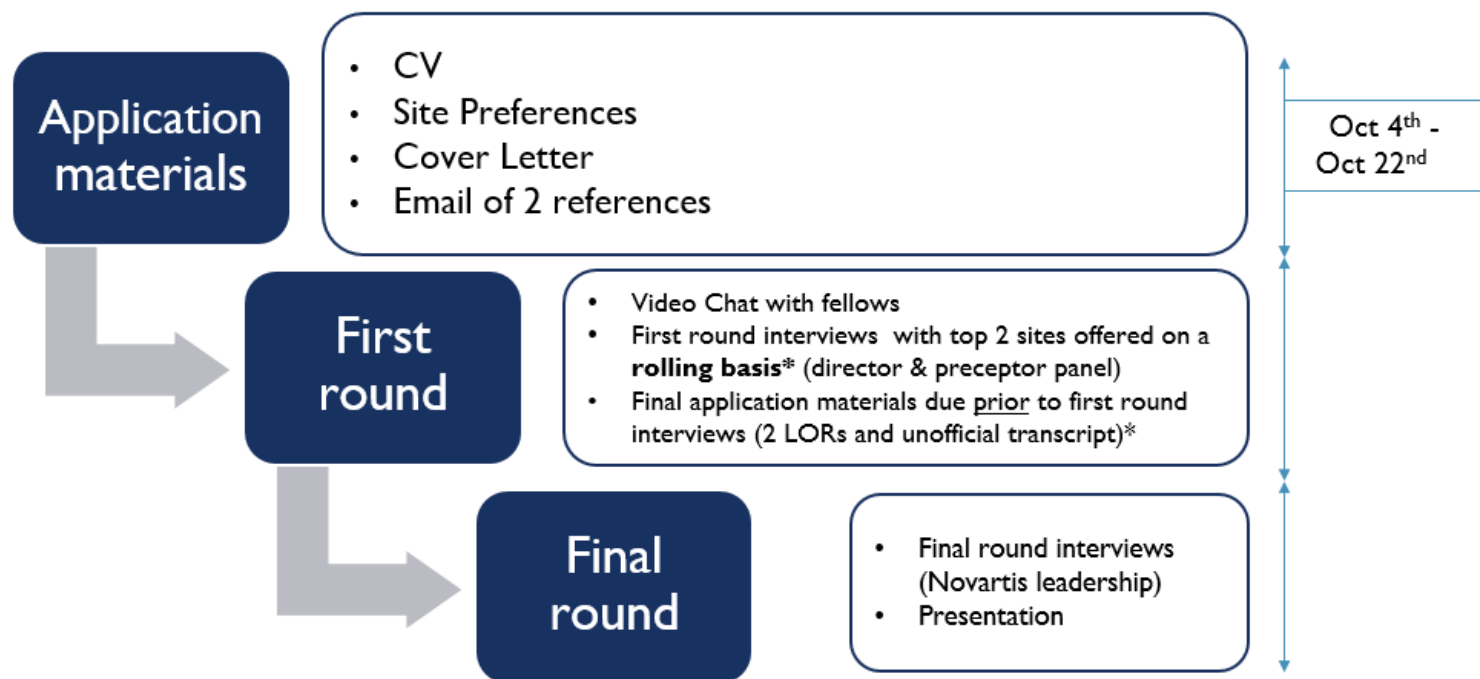 Application
materials
• CV
• Site Preferences
• Cover Letter
• Email of 2 references
Oct 4th -
Oct 22nd
First
round
• Video Chat with fellows
• First round interviews with top 2 sites offered on a
rolling basis* (director & preceptor panel)
• Final application materials due prior to first round
interviews (2 LORs and unofficial transcript)*
Final
round
• Final round interviews
(Novartis leadership)
• Presentation